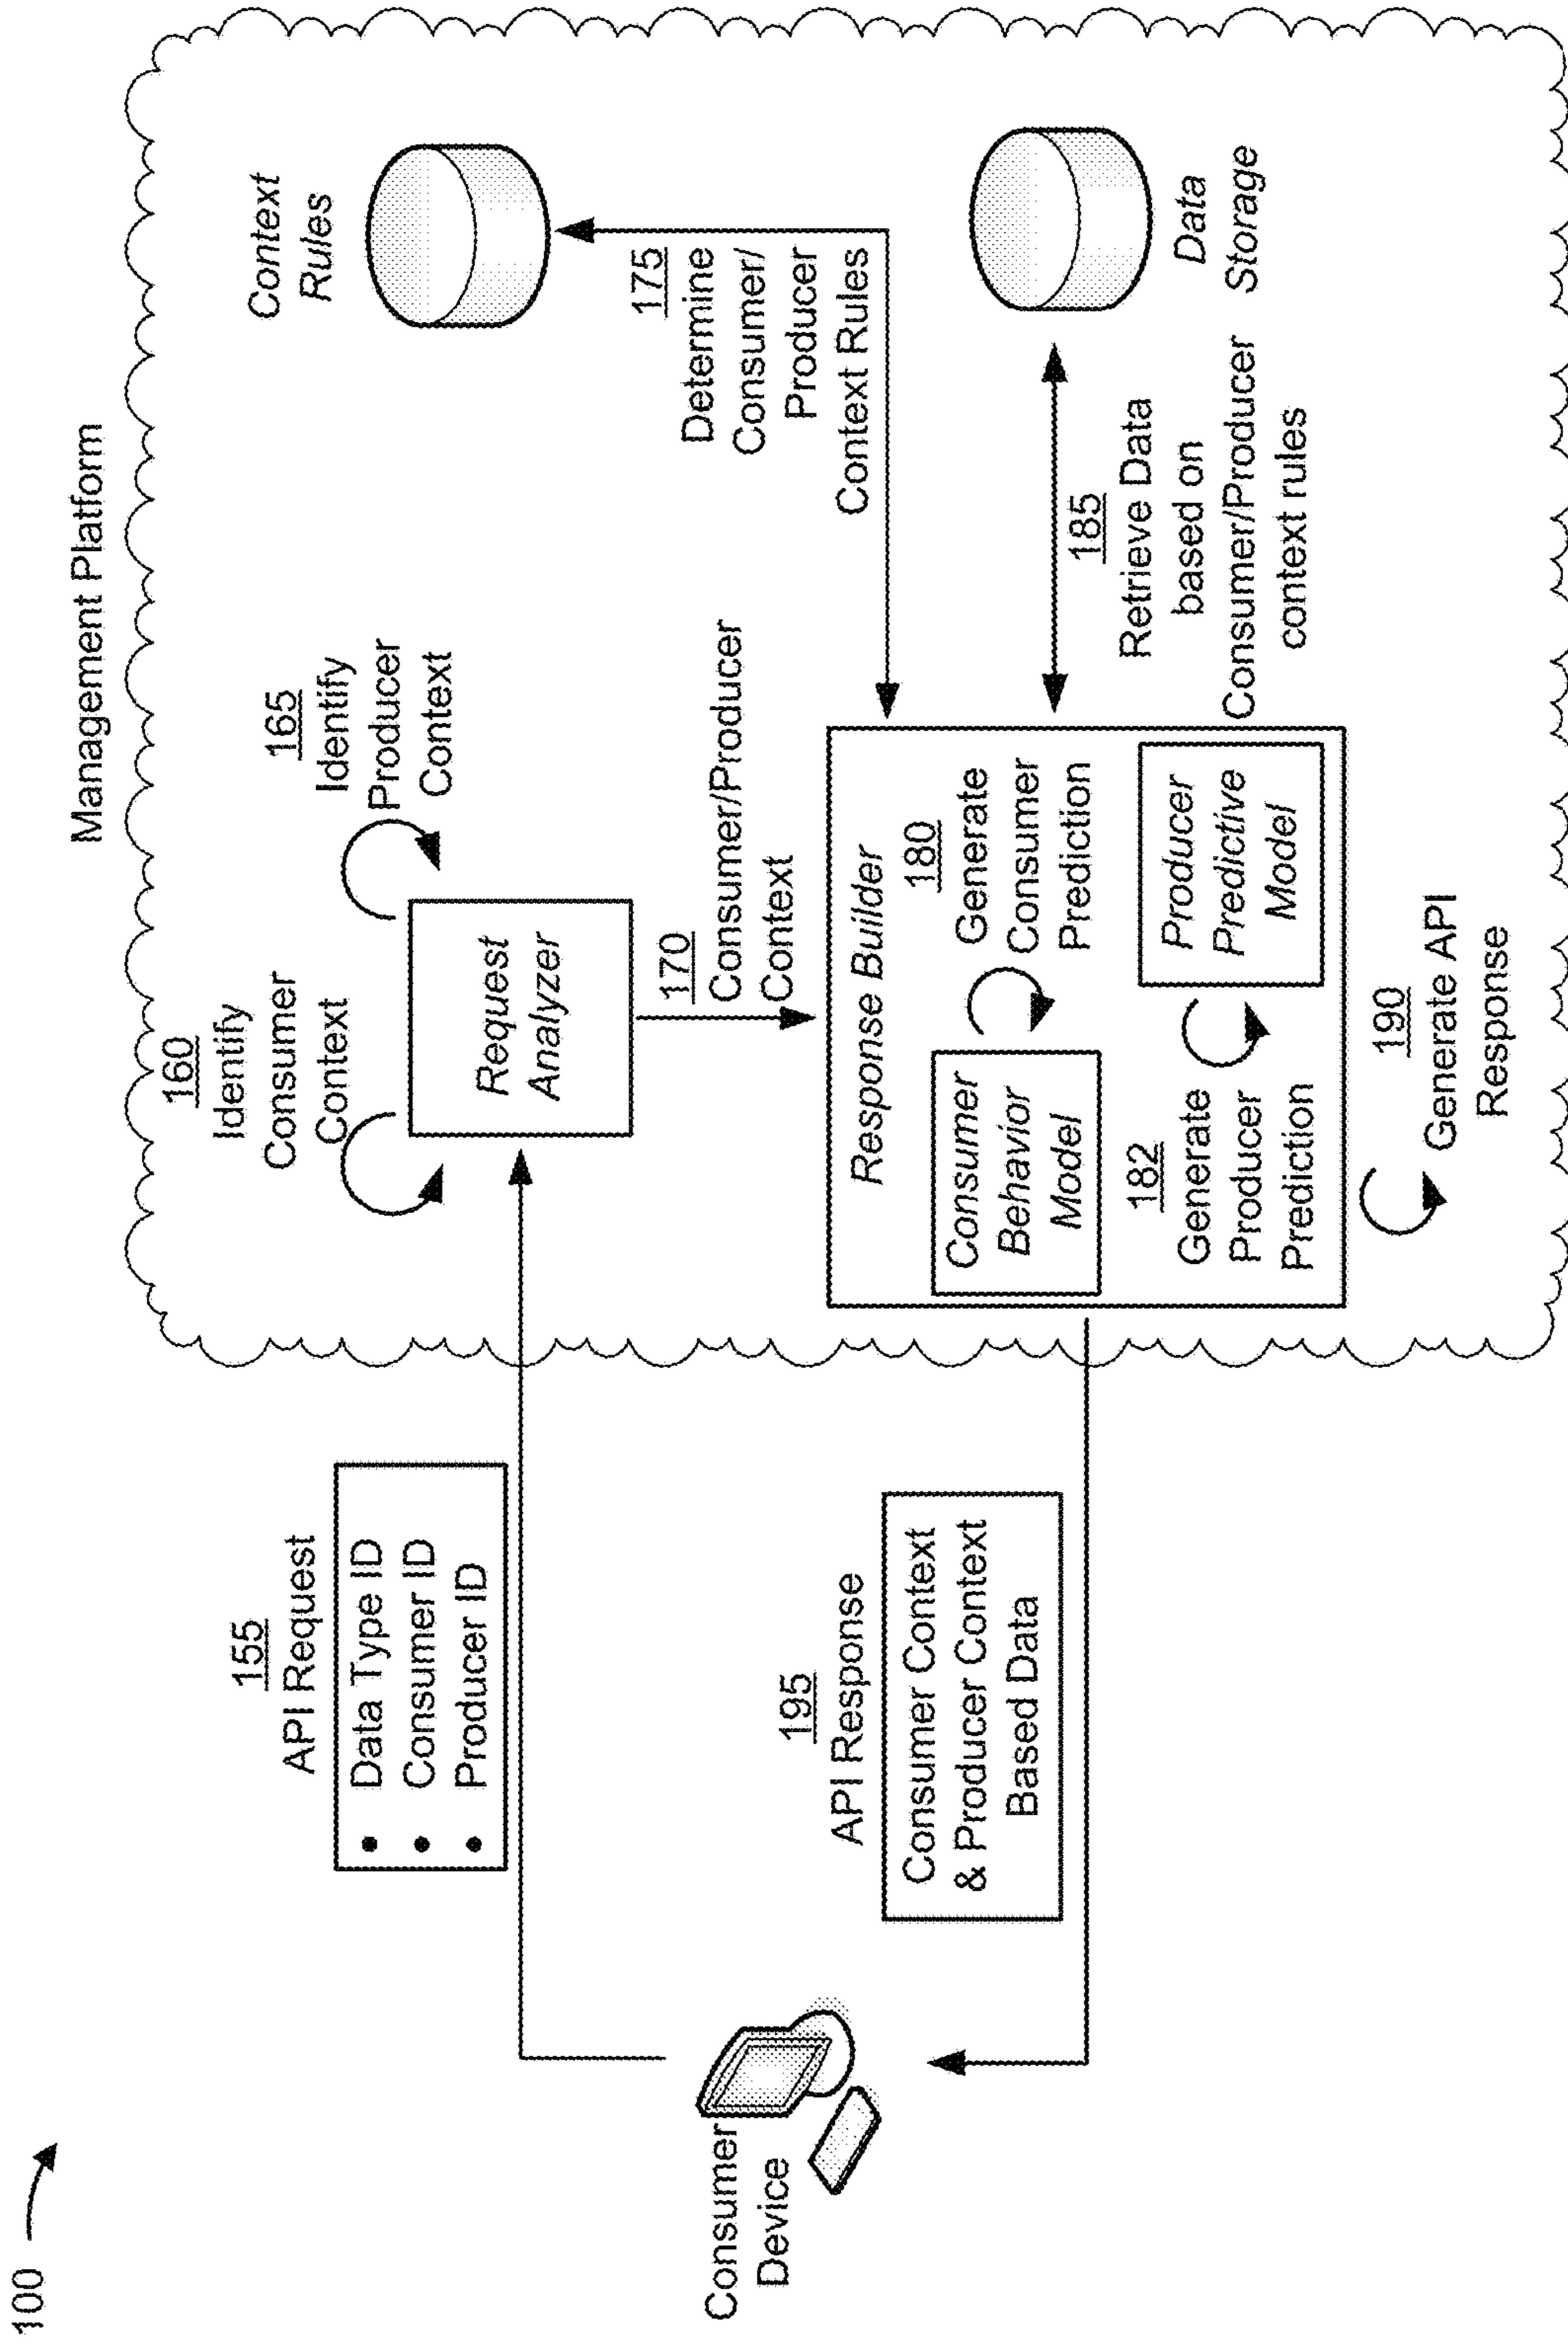 100
Management Platform
155
API Request
• Data Type ID
• Consumer ID
• Producer ID
160
Identify
Consumer
Context
165
Identify
Producer
Context
Request
Analyzer
170
Consumer/Producer
Context
Context
Rules
175
Determine
Consumer/
Producer
Context Rules
Consumer
Device
Response Builder
Consumer
Behavior
Model
180
Generate
Consumer
Prediction
182
Generate
Producer
Prediction
Producer
Predictive
Model
185
Retrieve Data
based on
Consumer/Producer
context rules
Data
Storage
190
Generate API
Response
195
API Response
Consumer Context
& Producer Context
Based Data